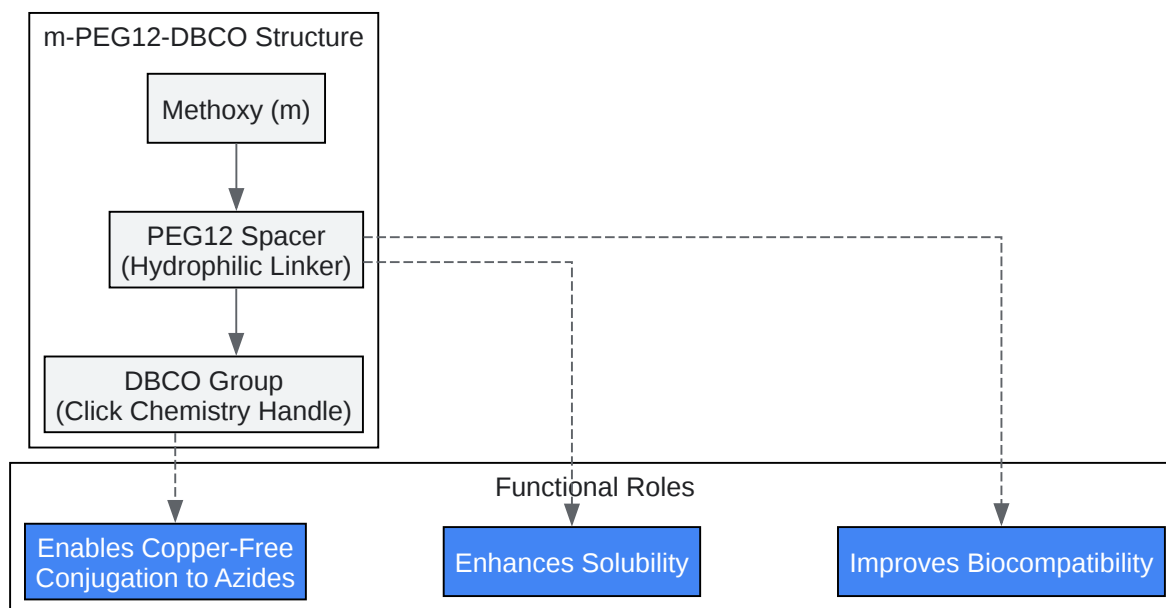 m-PEG12-DBCO Structure
Methoxy (m)
PEG12 Spacer
(Hydrophilic Linker)
DBCO Group
(Click Chemistry Handle)
Functional Roles
Enables Copper-Free
Conjugation to Azides
Enhances Solubility
Improves Biocompatibility